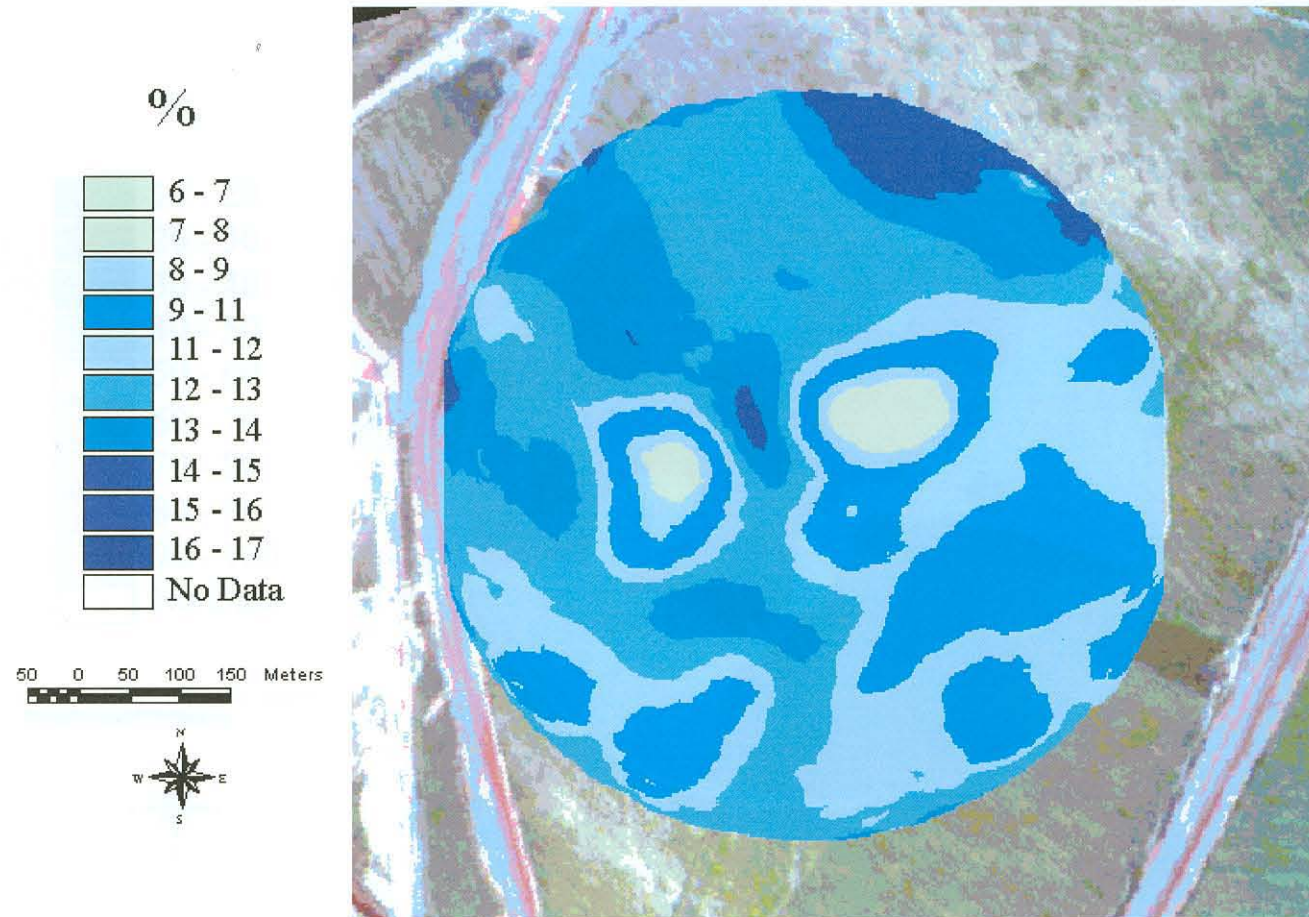 %
6 - 7
7 - 8
8 - 9
9 - 11
11 - 12
12 - 13
13 - 14
14 - 15
15 - 16
16 - 17
No Data
50 0 50 100 150 Meters
N
W E
S